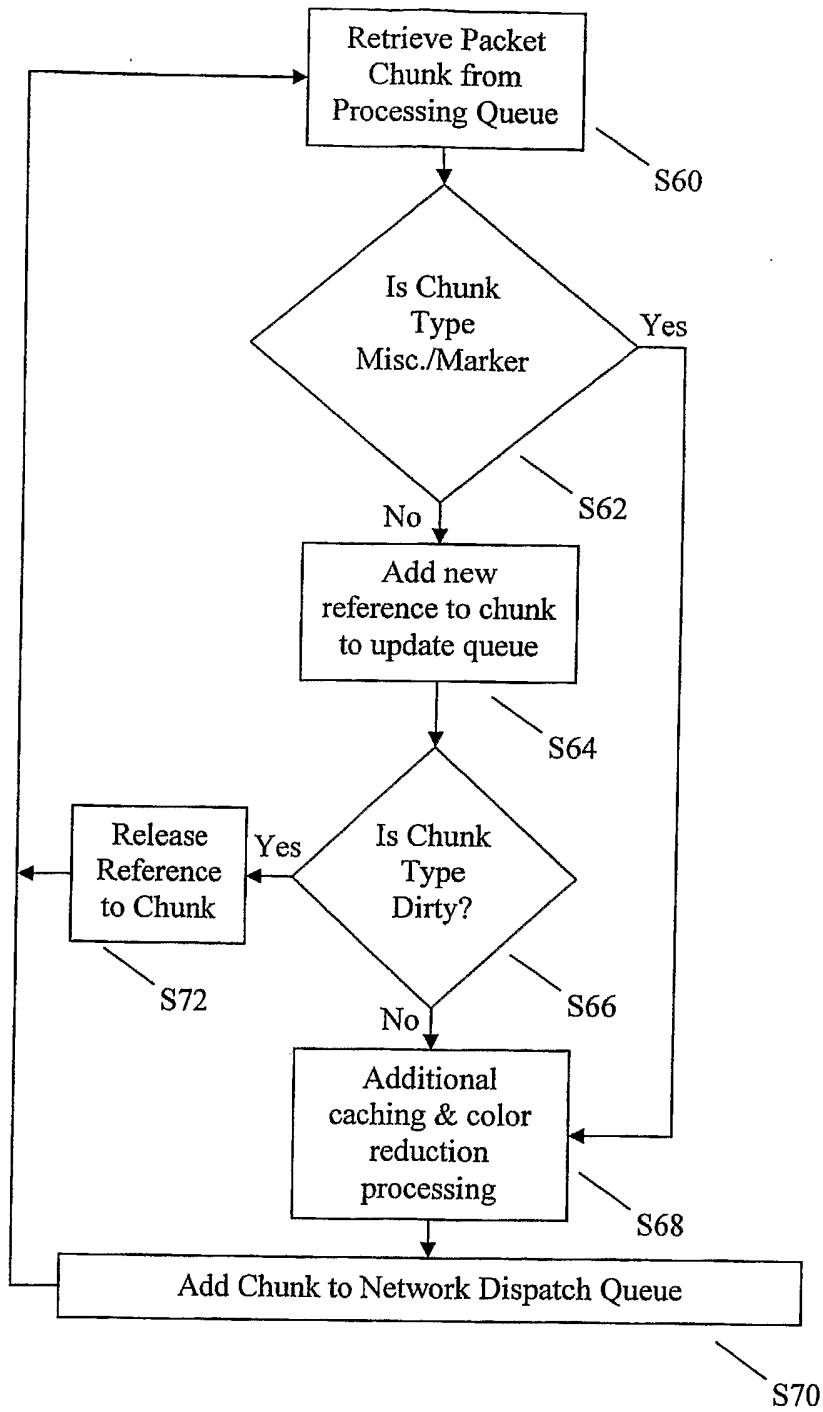 Retrieve Packet
Chunk from
Processing Queue
S60
Is Chunk
Type
Misc./Marker
Yes
S62
No
Add new
reference to chunk
to update queue
S64
Is Chunk
Type
Dirty?
Yes
Release
Reference
to Chunk
S72
S66
No
Additional
caching & color
reduction
processing
S68
Add Chunk to Network Dispatch Queue
S70